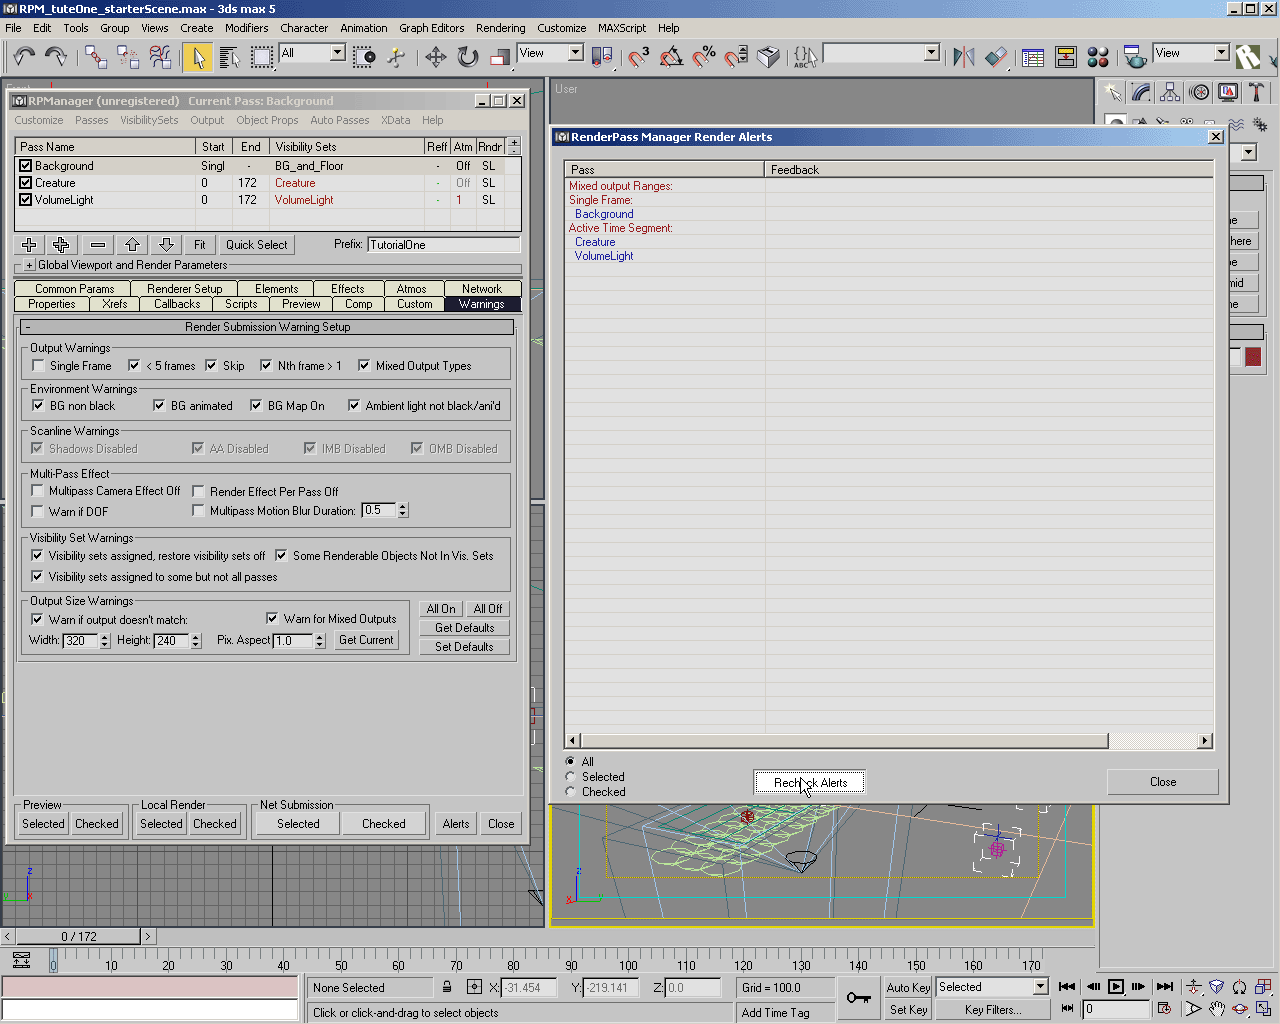 RPM_tuteOne_starterScene.max - 3ds max 5
File Edit Tools Group Views Create Modifiers Character Animation Graph Editors Rendering Customize MAXScript Help
All View View
RPManager (unregistered) Current Pass: Background
User
Customize Passes VisibilitySets Output Object Props Auto Passes XData Help
Pass Name Start End Visibility Sets Reff Atm Rndr
Background Singl - BG_and_Floor - Off SL
Creature 0 172 Creature - Off SL
VolumeLight 0 172 VolumeLight - 1 SL
Fit Quick Select Prefix: TutorialOne
+ Global Viewport and Render Parameters
Common Params Renderer Setup Elements Effects Atmos Network
Properties Xrefs Callbacks Scripts Preview Comp Custom Warnings
- Render Submission Warning Setup
Output Warnings
Single Frame < 5 frames Skip Nth frame > 1 Mixed Output Types
Environment Warnings
BG non black BG animated BG Map On Ambient light not black/ani'd
Scanline Warnings
Shadows Disabled AA Disabled IMB Disabled OMB Disabled
Multi-Pass Effect
Multipass Camera Effect Off Render Effect Per Pass Off
Warn if DOF Multipass Motion Blur Duration: 0.5
Visibility Set Warnings
Visibility sets assigned, restore visibility sets off Some Renderable Objects Not In Vis. Sets
Visibility sets assigned to some but not all passes
Output Size Warnings
Warn if output doesn't match: Warn for Mixed Outputs
Width: 320 Height: 240 Pix. Aspect 1.0 Get Current
All On All Off
Get Defaults
Set Defaults
Preview Local Render Net Submission
Selected Checked Selected Checked Selected Checked Alerts Close
RenderPass Manager Render Alerts
Pass Feedback
Mixed output Ranges:
Single Frame:
Background
Active Time Segment:
Creature
VolumeLight
All
Selected
Checked
Recheck Alerts
Close
z
x
z
x y
< 0 / 172 >
0 10 20 30 40 50 60 70 80 90 100 110 120 130 140 150 160 170
None Selected X: -31.454 Y: -219.141 Z: 0.0 Grid = 100.0 Auto Key Selected
Click or click-and-drag to select objects Add Time Tag Set Key Key Filters... 0